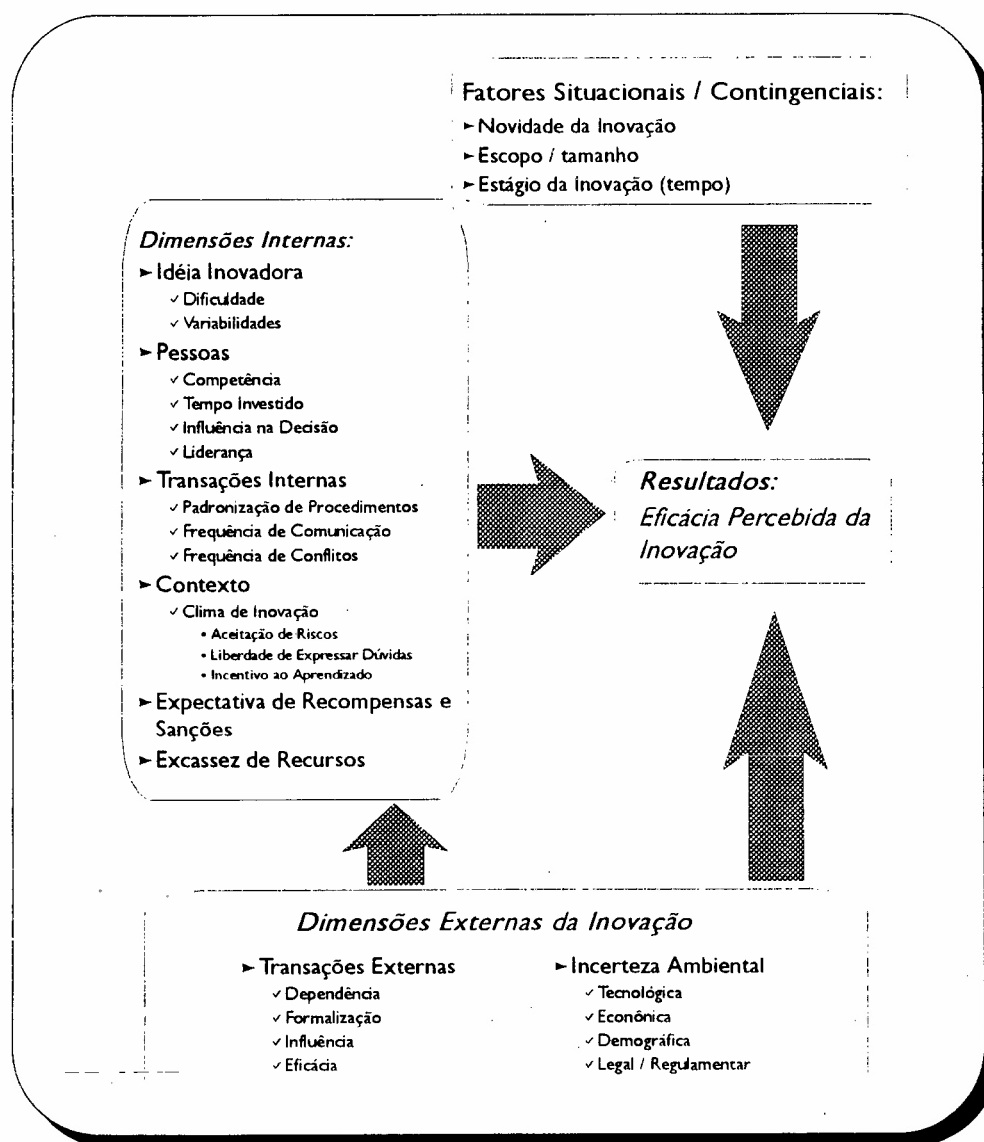 Fatores Situacionais / Contingenciais:
► Novidade da Inovação
► Escopo / tamanho
► Estágio da Inovação (tempo)
Dimensões Internas:
► Idéia Inovadora
✓ Dificuldade
✓ Variabilidades
► Pessoas
✓ Competência
✓ Tempo Investido
✓ Influência na Decisão
✓ Liderança
► Transações Internas
✓ Padronização de Procedimentos
✓ Frequência de Comunicação
✓ Frequência de Conflitos
► Contexto
✓ Clima de Inovação
• Aceitação de Riscos
• Liberdade de Expressar Dúvidas
• Incentivo ao Aprendizado
► Expectativa de Recompensas e
Sanções
► Excassez de Recursos
Resultados:
Eficácia Percebida da
Inovação
Dimensões Externas da Inovação
► Transações Externas
✓ Dependência
✓ Formalização
✓ Influência
✓ Eficácia
► Incerteza Ambiental
✓ Tecnológica
✓ Econônica
✓ Demográfica
✓ Legal / Regulamentar